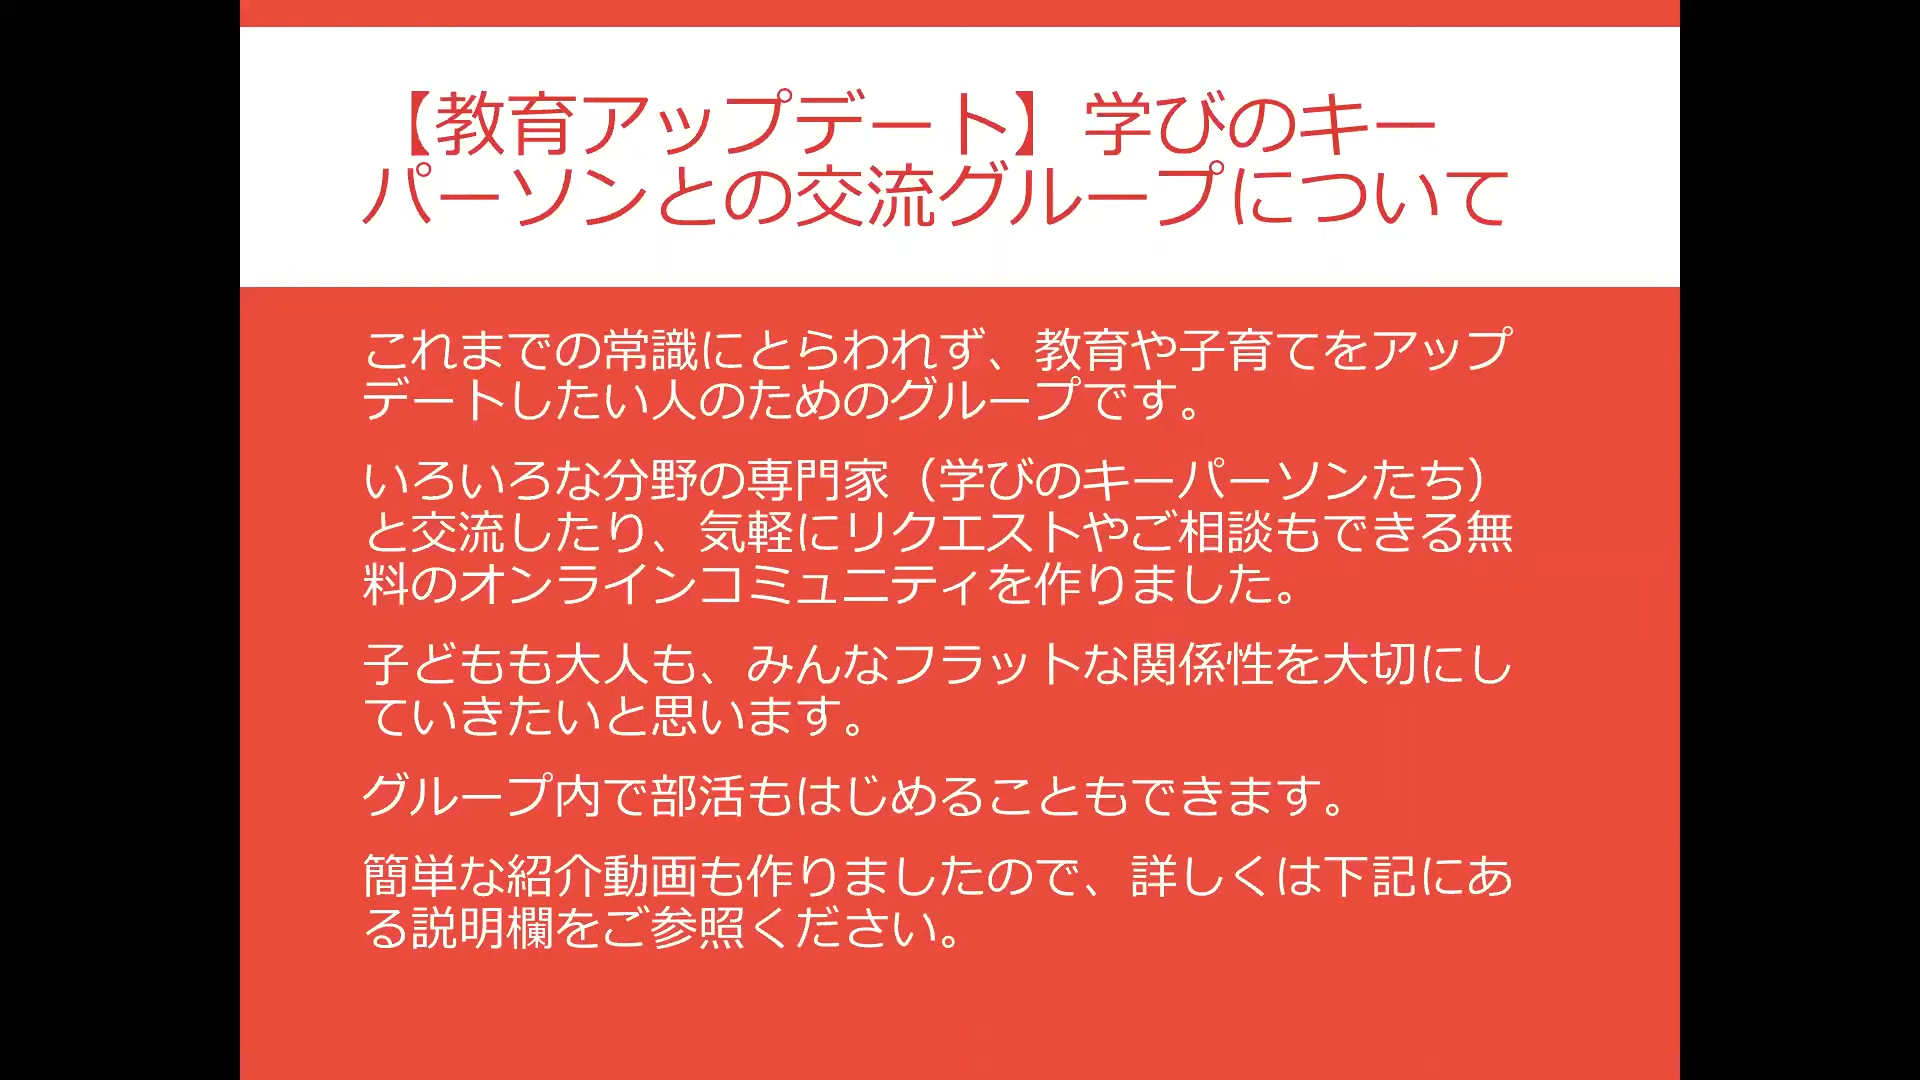 【教育アップデート】学びのキー
パーソンとの交流グループについて
これまでの常識にとらわれず、教育や子育てをアップ
デートしたい人のためのグループです。
いろいろな分野の専門家（学びのキーパーソンたち）
と交流したり、気軽にリクエストやご相談もできる無
料のオンラインコミュニティを作りました。
子どもも大人も、みんなフラットな関係性を大切にし
ていきたいと思います。
グループ内で部活もはじめることもできます。
簡単な紹介動画も作りましたので、詳しくは下記にあ
る説明欄をご参照ください。